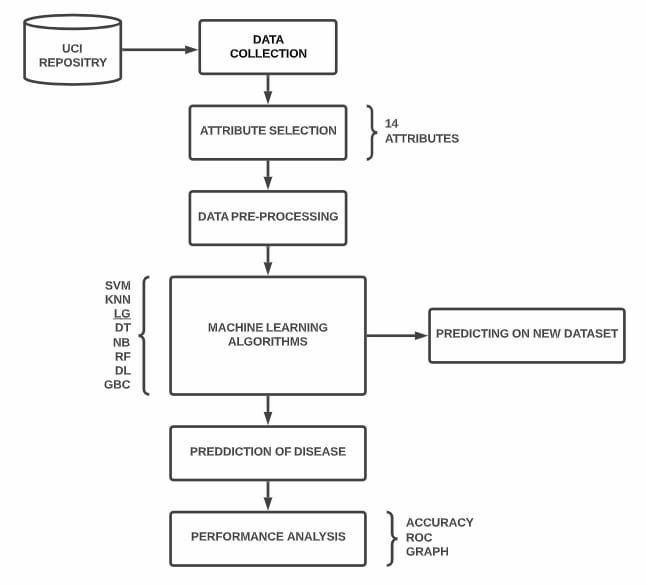 UCI
REPOSITRY
DATA
COLLECTION
ATTRIBUTE SELECTION
14
ATTRIBUTES
DATA PRE-PROCESSING
SVM
KNN
LG
DT
NB
RF
DL
GBC
MACHINE LEARNING
ALGORITHMS
PREDICTING ON NEW DATASET
PREDDICTION OF DISEASE
PERFORMANCE ANALYSIS
ACCURACY
ROC
GRAPH